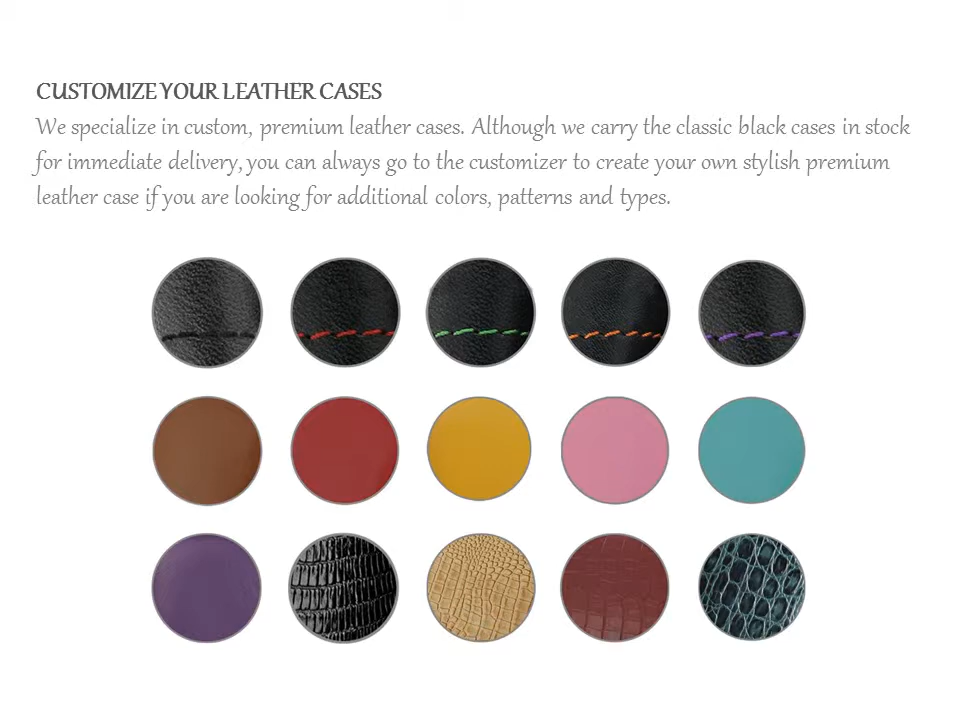 CUSTOMIZE YOUR LEATHER CASES
We specialize in custom, premium leather cases. Although we carry the classic black cases in stock
for immediate delivery, you can always go to the customizer to create your own stylish premium
leather case if you are looking for additional colors, patterns and types.